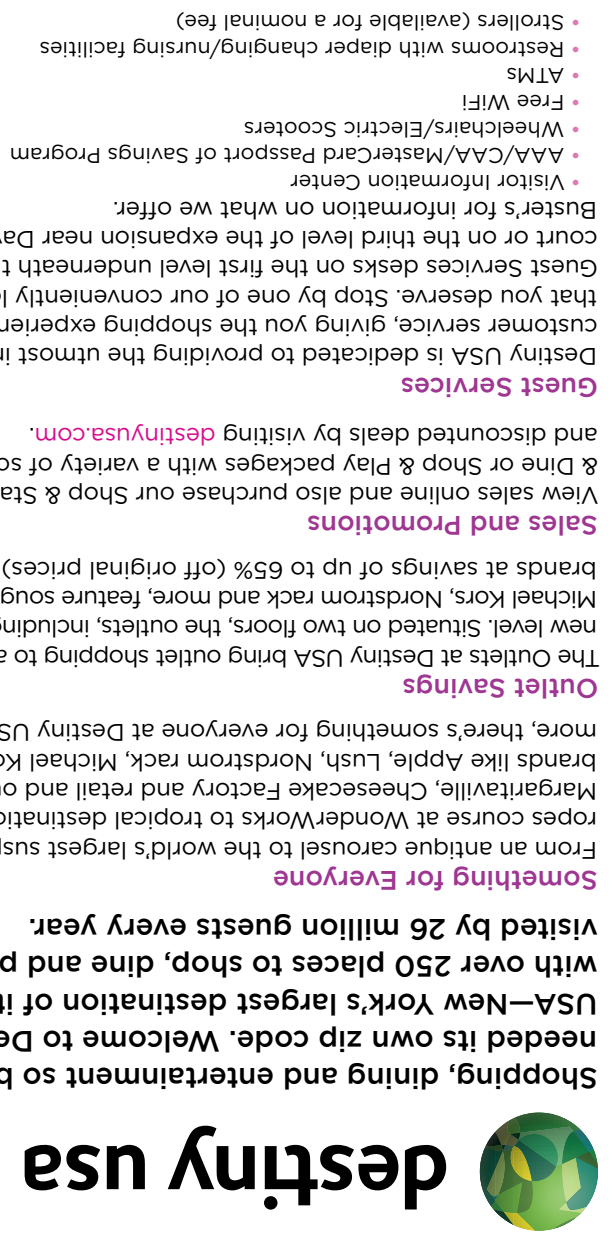 destiny usa
Shopping, dining and entertainment so
needed its own zip code. Welcome to
USA—New York's largest destination of
with over 250 places to shop, dine and
visited by 26 million guests every year.
Something for Everyone
From an antique carousel to the world's largest
ropes course at WonderWorks to tropical
Margaritaville, Cheesecake Factory and retail and
brands like Apple, Lush, Nordstrom rack, Michael
more, there's something for everyone at Destiny
Outlet Savings
The Outlets at Destiny USA bring outlet shopping to a
new level. Situated on two floors, the outlets,
Michael Kors, Nordstrom rack and more, feature
brands at savings of up to 65% (off original prices)
Sales and Promotions
View sales online and also purchase our Shop &
& Dine or Shop & Play packages with a variety of
and discounted deals by visiting destinyusa.com.
Guest Services
Destiny USA is dedicated to providing the utmost
customer service, giving you the shopping
that you deserve. Stop by one of our conveniently
Guest Services desks on the first level underneath
court or on the third level of the expansion near
Buster's for information on what we offer.
• Visitor Information Center
• AAA/CAA/MasterCard Passport of Savings Program
• Wheelchairs/Electric Scooters
• Free WiFi!
• ATMs
• Restrooms with diaper changing/nursing facilities
• Strollers (available for a nominal fee)